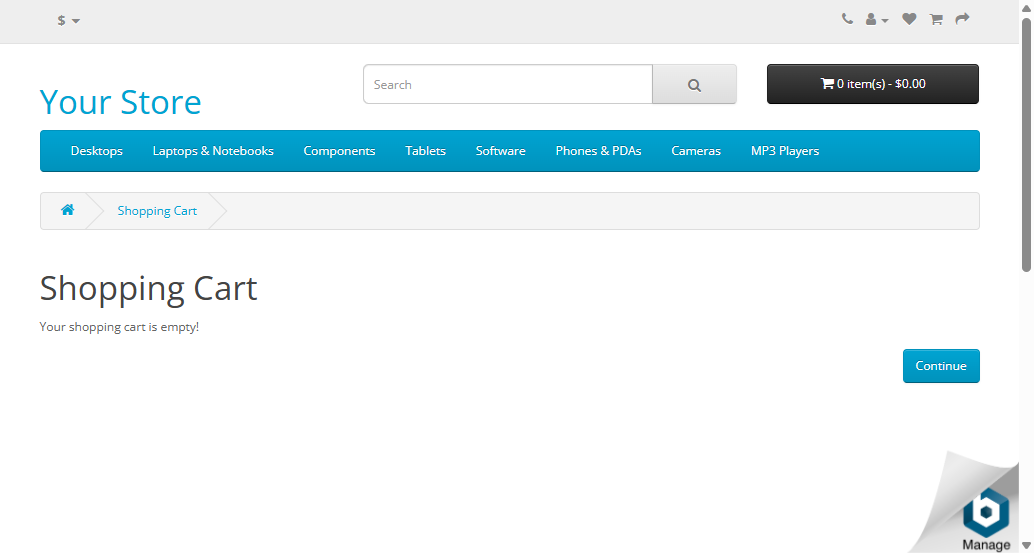 $
Your Store
Search
0 item(s) - $0.00
Desktops Laptops & Notebooks Components Tablets Software Phones & PDAs Cameras MP3 Players
Shopping Cart
Shopping Cart
Your shopping cart is empty!
Continue
Manage